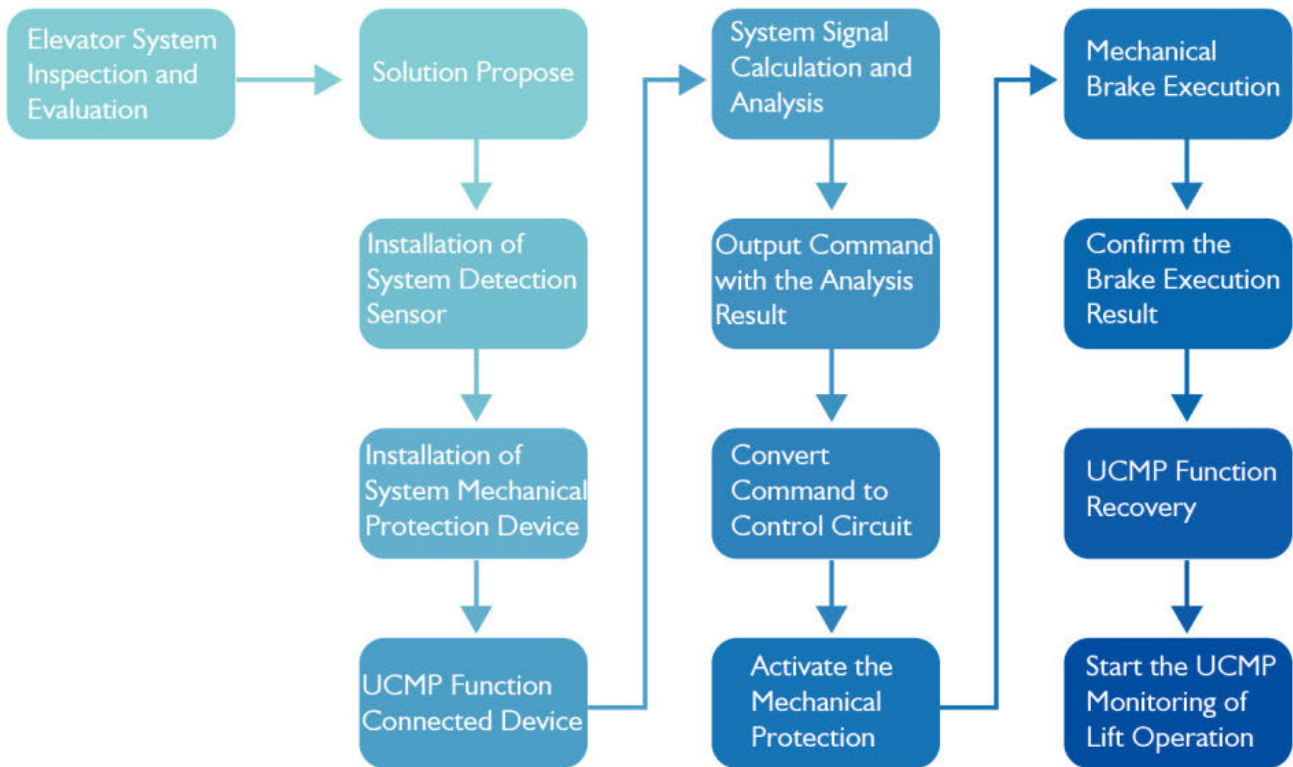 Elevator System
Inspection and
Evaluation
Solution Propose
Installation of
System Detection
Sensor
Installation of
System Mechanical
Protection Device
UCMP Function
Connected Device
System Signal
Calculation and
Analysis
Output Command
with the Analysis
Result
Convert
Command to
Control Circuit
Activate the
Mechanical
Protection
Mechanical
Brake Execution
Confirm the
Brake Execution
Result
UCMP Function
Recovery
Start the UCMP
Monitoring of
Lift Operation